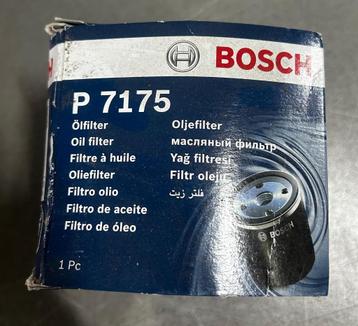 BOSCH
P 7175
Ölfilter
Oil filter
Filtre à huile
Oliefilter
Filtro olio
Filtro de aceite
Filtro de óleo
Oljefilter
масляный фильтр
Yağ filtresi
Filtr oleju
فلتر زيت
BOSCH
1 Pc